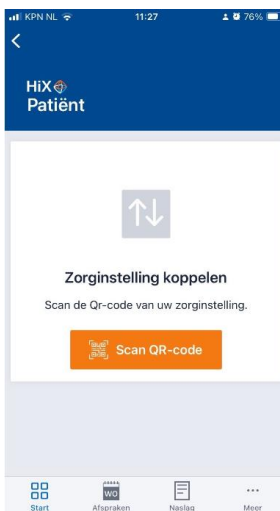 KPN NL 11:27 76%
HiX
Patiënt
Zorginstelling koppelen
Scan de Qr-code van uw zorginstelling.
Scan QR-code
WO
Start Afspraken Naslag Meer